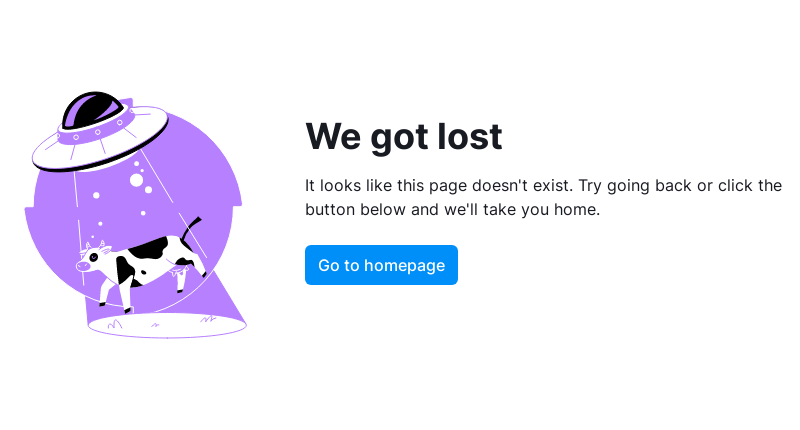 We got lost
It looks like this page doesn't exist. Try going back or click the
button below and we'll take you home.
Go to homepage